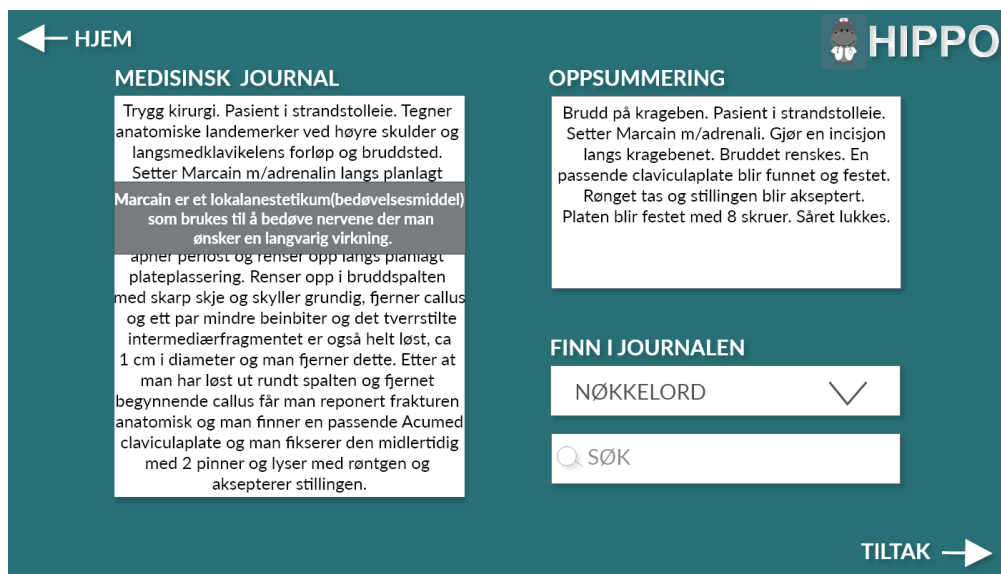 HJEM
HIPPO
MEDISINSK JOURNAL
Trygg kirurgi. Pasient i strandstolleie. Tegner
anatomiske landemerker ved høyre skulder og
langsmedklavikelens forløp og bruddsted.
Setter Marcain m/adrenalin langs planlagt
Marcain er et lokalanestetikum(bedøvelsesmiddel)
som brukes til å bedøve nervene der man
ønsker en langvarig virkning.
åpner periost og renser opp langs planlagt
plateplassering. Renser opp i bruddspalten
med skarp skje og skyller grundig, fjerner callus
og ett par mindre beinbiter og det tverrstilte
intermediærfragmentet er også helt løst, ca
1 cm i diameter og man fjerner dette. Etter at
man har løst ut rundt spalten og fjernet
begynnende callus får man reponert frakturen
anatomisk og man finner en passende Acumed
claviculaplate og man fikserer den midlertidig
med 2 pinner og lyser med røntgen og
aksepterer stillingen.
OPPSUMMERING
Brudd på krageben. Pasient i strandstolleie.
Setter Marcain m/adrenali. Gjør en incisjon
langs kragebenet. Bruddet renskes. En
passende claviculaplate blir funnet og festet.
Rønget tas og stillingen blir akseptert.
Platen blir festet med 8 skruer. Såret lukkes.
FINN I JOURNALEN
NØKKELORD
SØK
TILTAK